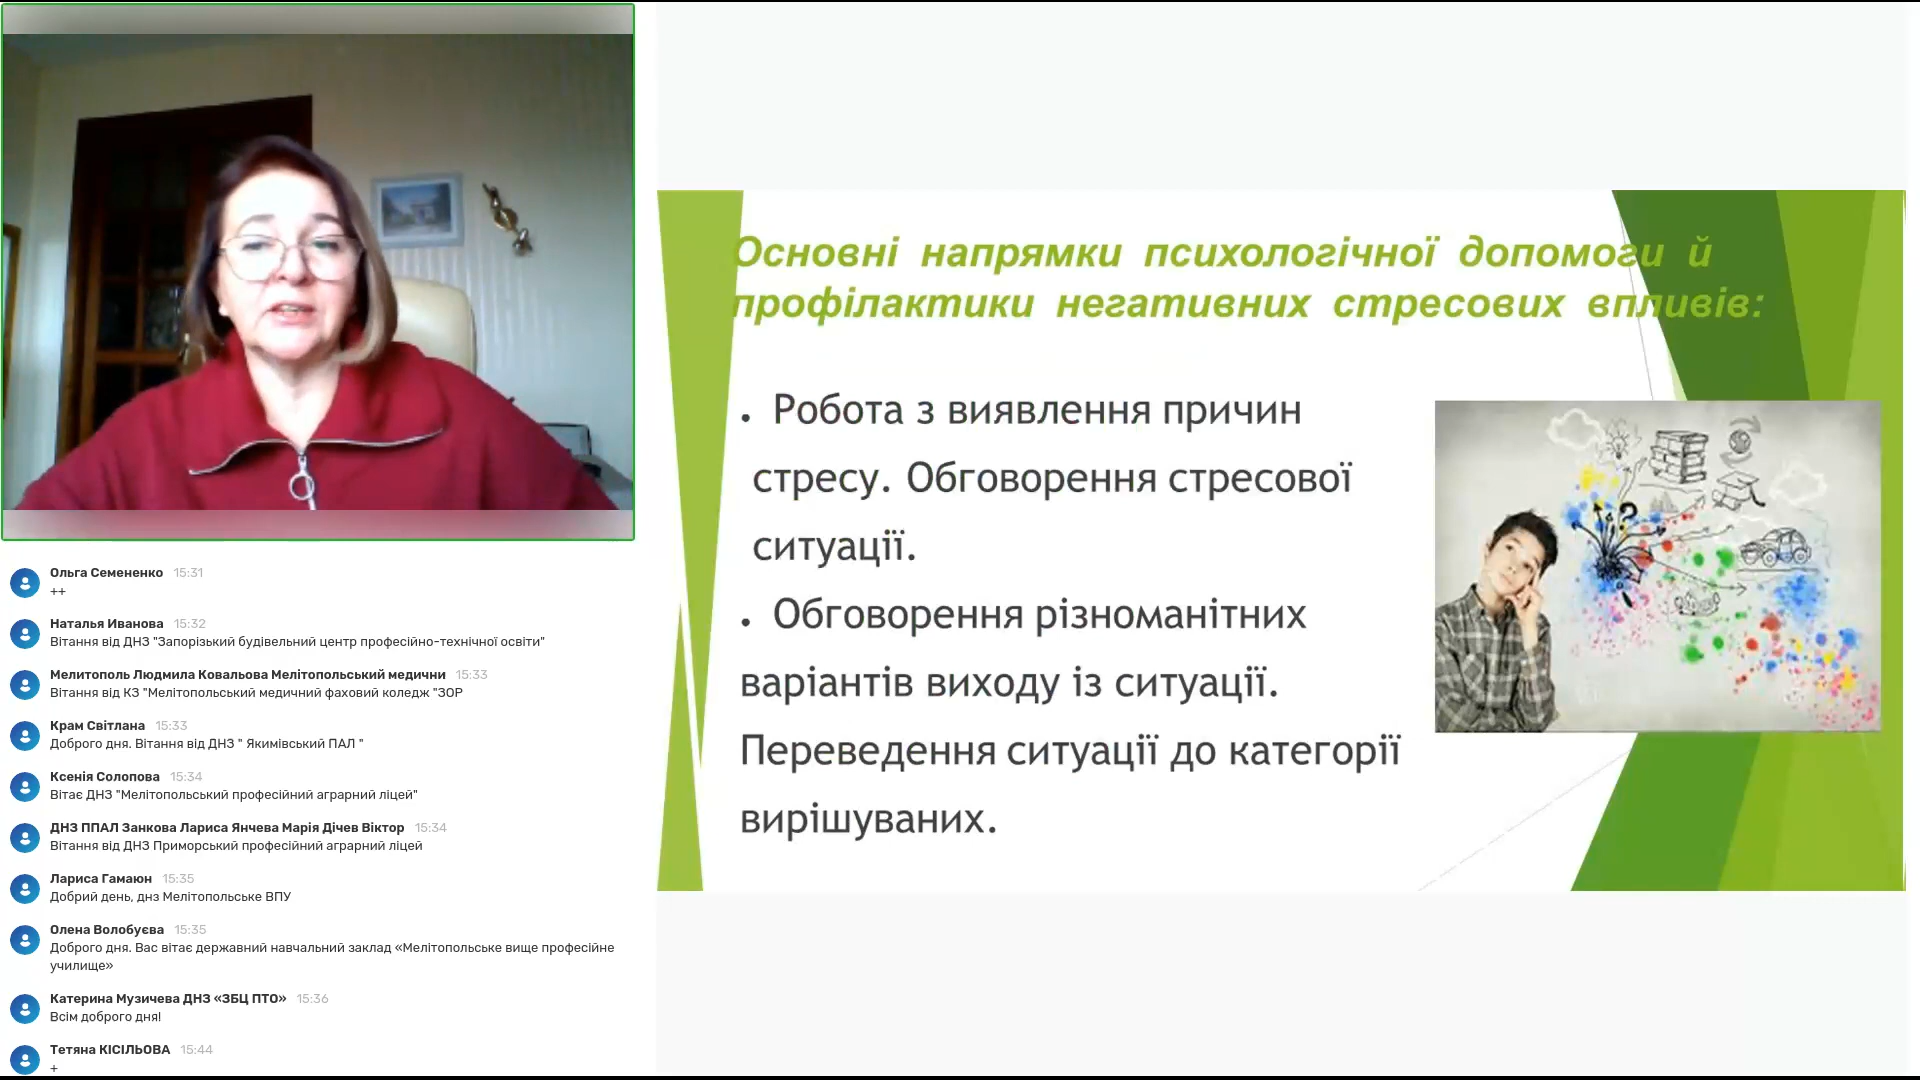 Основні напрямки психологічної допомоги й
профілактики негативних стресових впливів:
• Робота з виявлення причин
стресу. Обговорення стресової
ситуації.
• Обговорення різноманітних
варіантів виходу із ситуації.
Переведення ситуації до категорії
вирішуваних.
Ольга Семененко 15:31
++
Наталья Иванова 15:32
Вітання від ДНЗ "Запорізький будівельний центр професійно-технічної освіти"
Мелитополь Людмила Ковальова Мелітопольський медични 15:33
Вітання від КЗ "Мелітопольський медичний фаховий коледж "ЗОР
Крам Світлана 15:33
Доброго дня. Вітання від ДНЗ " Якимівський ПАЛ "
Ксенія Солопова 15:34
Вітає ДНЗ "Мелітопольський професійний аграрний ліцей"
ДНЗ ППАЛ Занкова Лариса Янчева Марія Дічев Віктор 15:34
Вітання від ДНЗ Приморський професійний аграрний ліцей
Лариса Гамаюн 15:35
Добрий день, днз Мелітопольське ВПУ
Олена Волобуєва 15:35
Доброго дня. Вас вітає державний навчальний заклад «Мелітопольське вище професійне
училище»
Катерина Музичева ДНЗ «ЗБЦ ПТО» 15:36
Всім доброго дня!
Тетяна КІСІЛЬОВА 15:44
+